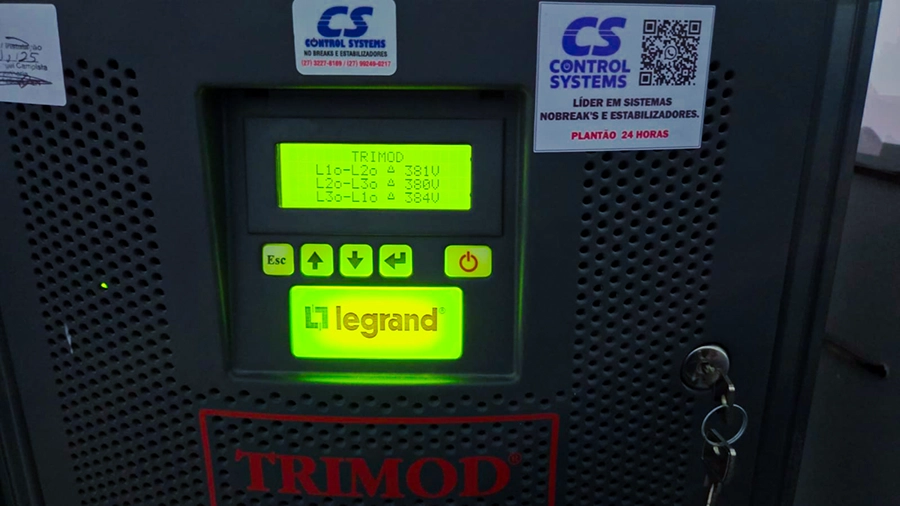 CS
CONTROL SYSTEMS
NO BREAKS E ESTABILIZADORES
(27) 3227-8189 / (27) 99249-0217
CS
CONTROL
SYSTEMS
LÍDER EM SISTEMAS
NOBREAK'S E ESTABILIZADORES.
PLANTÃO 24 HORAS
TRIMOD
L1o-L2o Δ 381V
L2o-L3o Δ 380V
L3o-L1o Δ 384V
Esc
legrand®
TRIMOD®